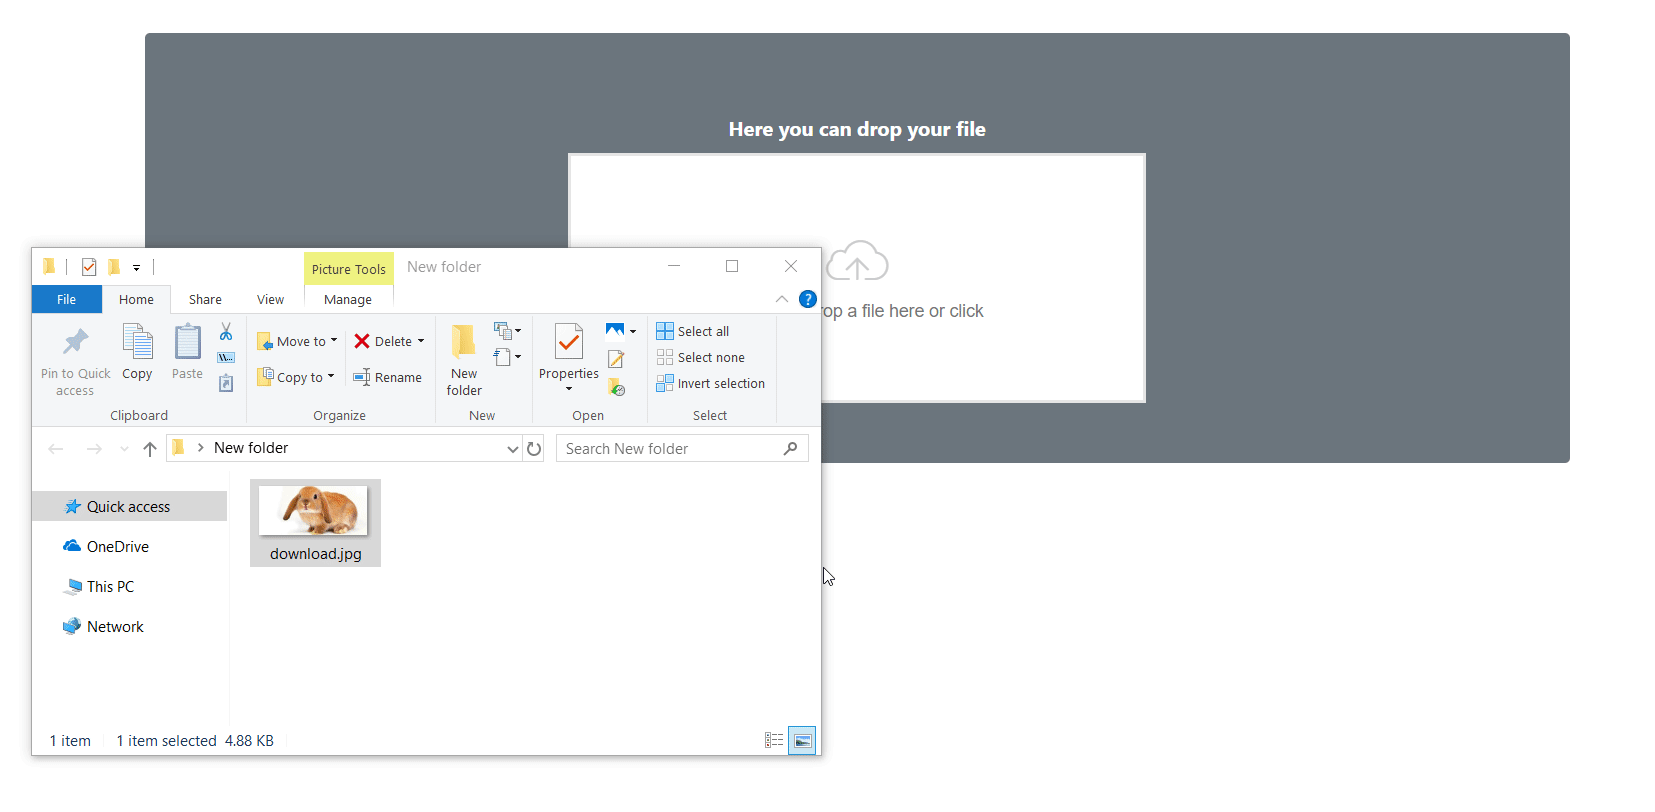 Here you can drop your file
op a file here or click
Picture Tools
New folder
File
Home
Share
View
Manage
?
Pin to Quick
access
Copy
Paste
Move to
Copy to
Delete
Rename
New
folder
Properties
Select all
Select none
Invert selection
Clipboard
Organize
New
Open
Select
New folder
Search New folder
Quick access
OneDrive
This PC
Network
download.jpg
1 item
1 item selected 4.88 KB